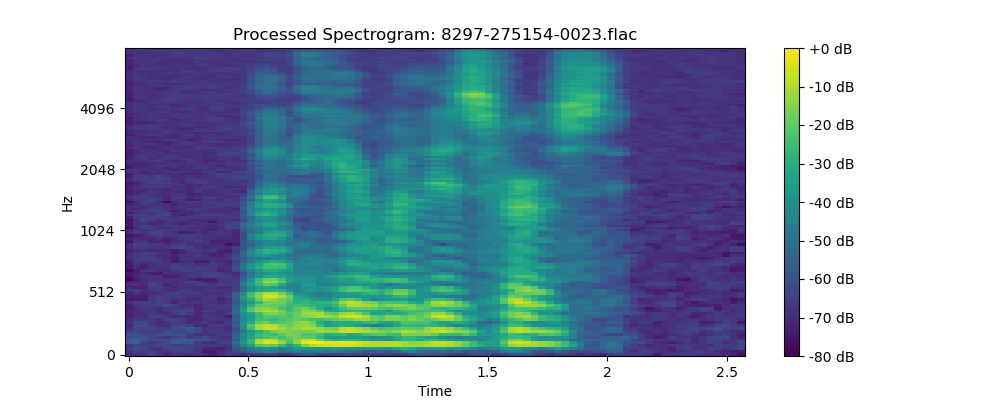 Processed Spectrogram: 8297-275154-0023.flac
Hz
4096
2048
1024
512
0
0
0.5
1
1.5
2
2.5
Time
+0 dB
-10 dB
-20 dB
-30 dB
-40 dB
-50 dB
-60 dB
-70 dB
-80 dB